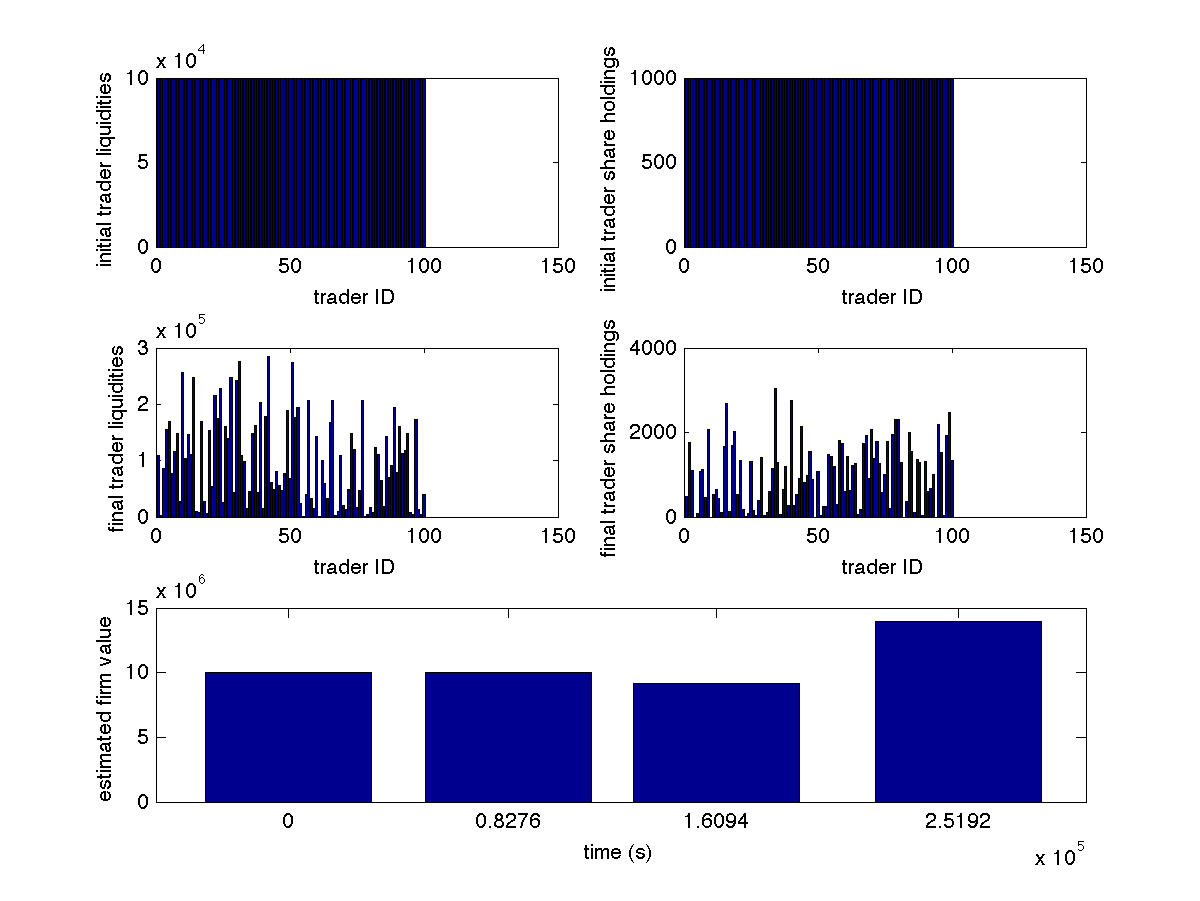 x 10^4
10
5
0
initial trader liquidities
0 50 100 150
trader ID
1000
500
0
initial trader share holdings
0 50 100 150
trader ID
x 10^5
3
2
1
0
final trader liquidities
0 50 100 150
trader ID
4000
2000
0
final trader share holdings
0 50 100 150
trader ID
x 10^6
15
10
5
0
estimated firm value
0 0.8276 1.6094 2.5192
time (s)
x 10^5